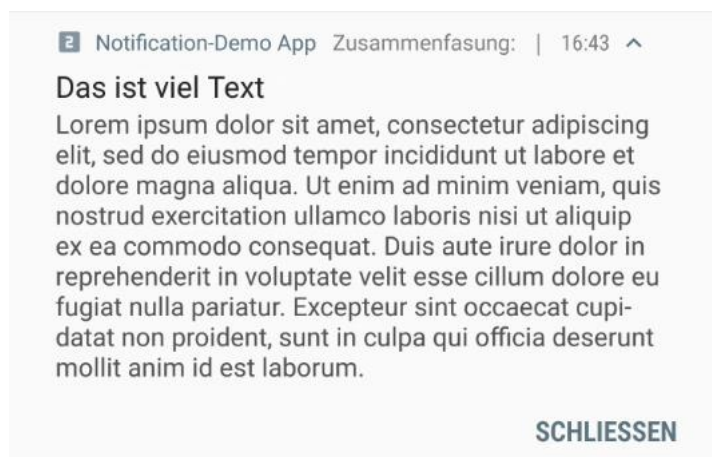 2 Notification-Demo App Zusammenfasung: | 16:43
Das ist viel Text
Lorem ipsum dolor sit amet, consectetur adipiscing
elit, sed do eiusmod tempor incididunt ut labore et
dolore magna aliqua. Ut enim ad minim veniam, quis
nostrud exercitation ullamco laboris nisi ut aliquip
ex ea commodo consequat. Duis aute irure dolor in
reprehenderit in voluptate velit esse cillum dolore eu
fugiat nulla pariatur. Excepteur sint occaecat cupi-
datat non proident, sunt in culpa qui officia deserunt
mollit anim id est laborum.
SCHLIESSEN